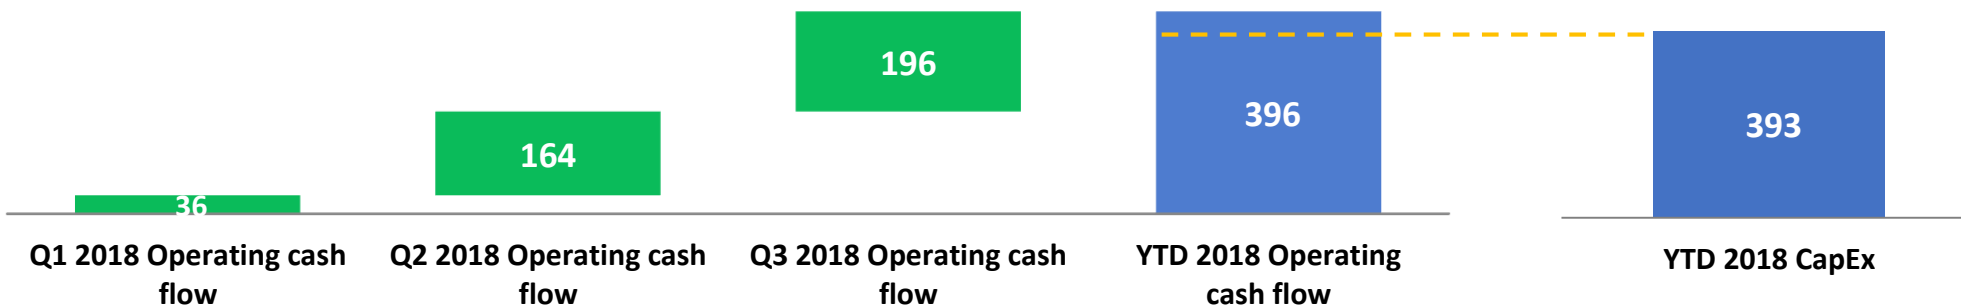 196
396
393
164
36
Q1 2018 Operating cash
flow
Q2 2018 Operating cash
flow
Q3 2018 Operating cash
flow
YTD 2018 Operating
cash flow
YTD 2018 CapEx